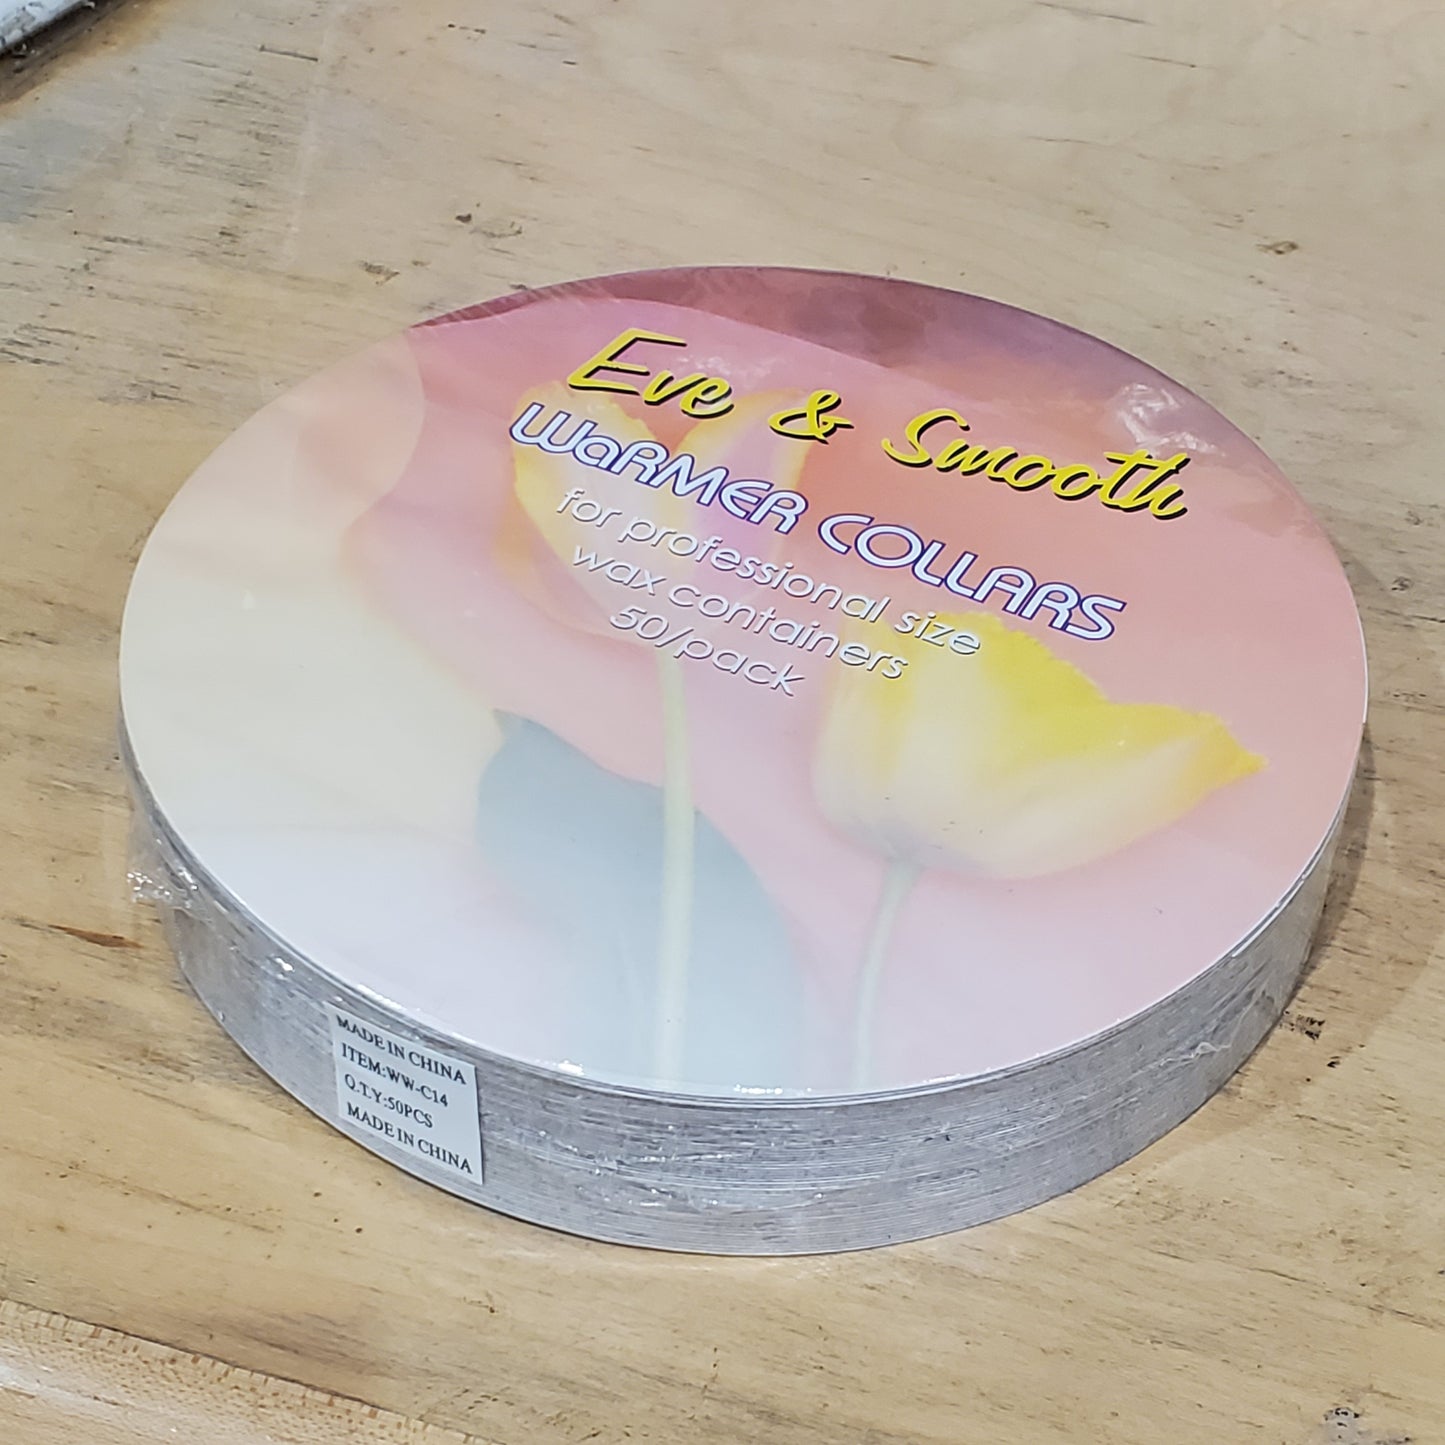 Eve & Smooth
WaRMER COLLARS
for professional size
wax containers
50/pack
MADE IN CHINA
ITEM:WW-C14
Q.T.Y:50PCS
MADE IN CHINA